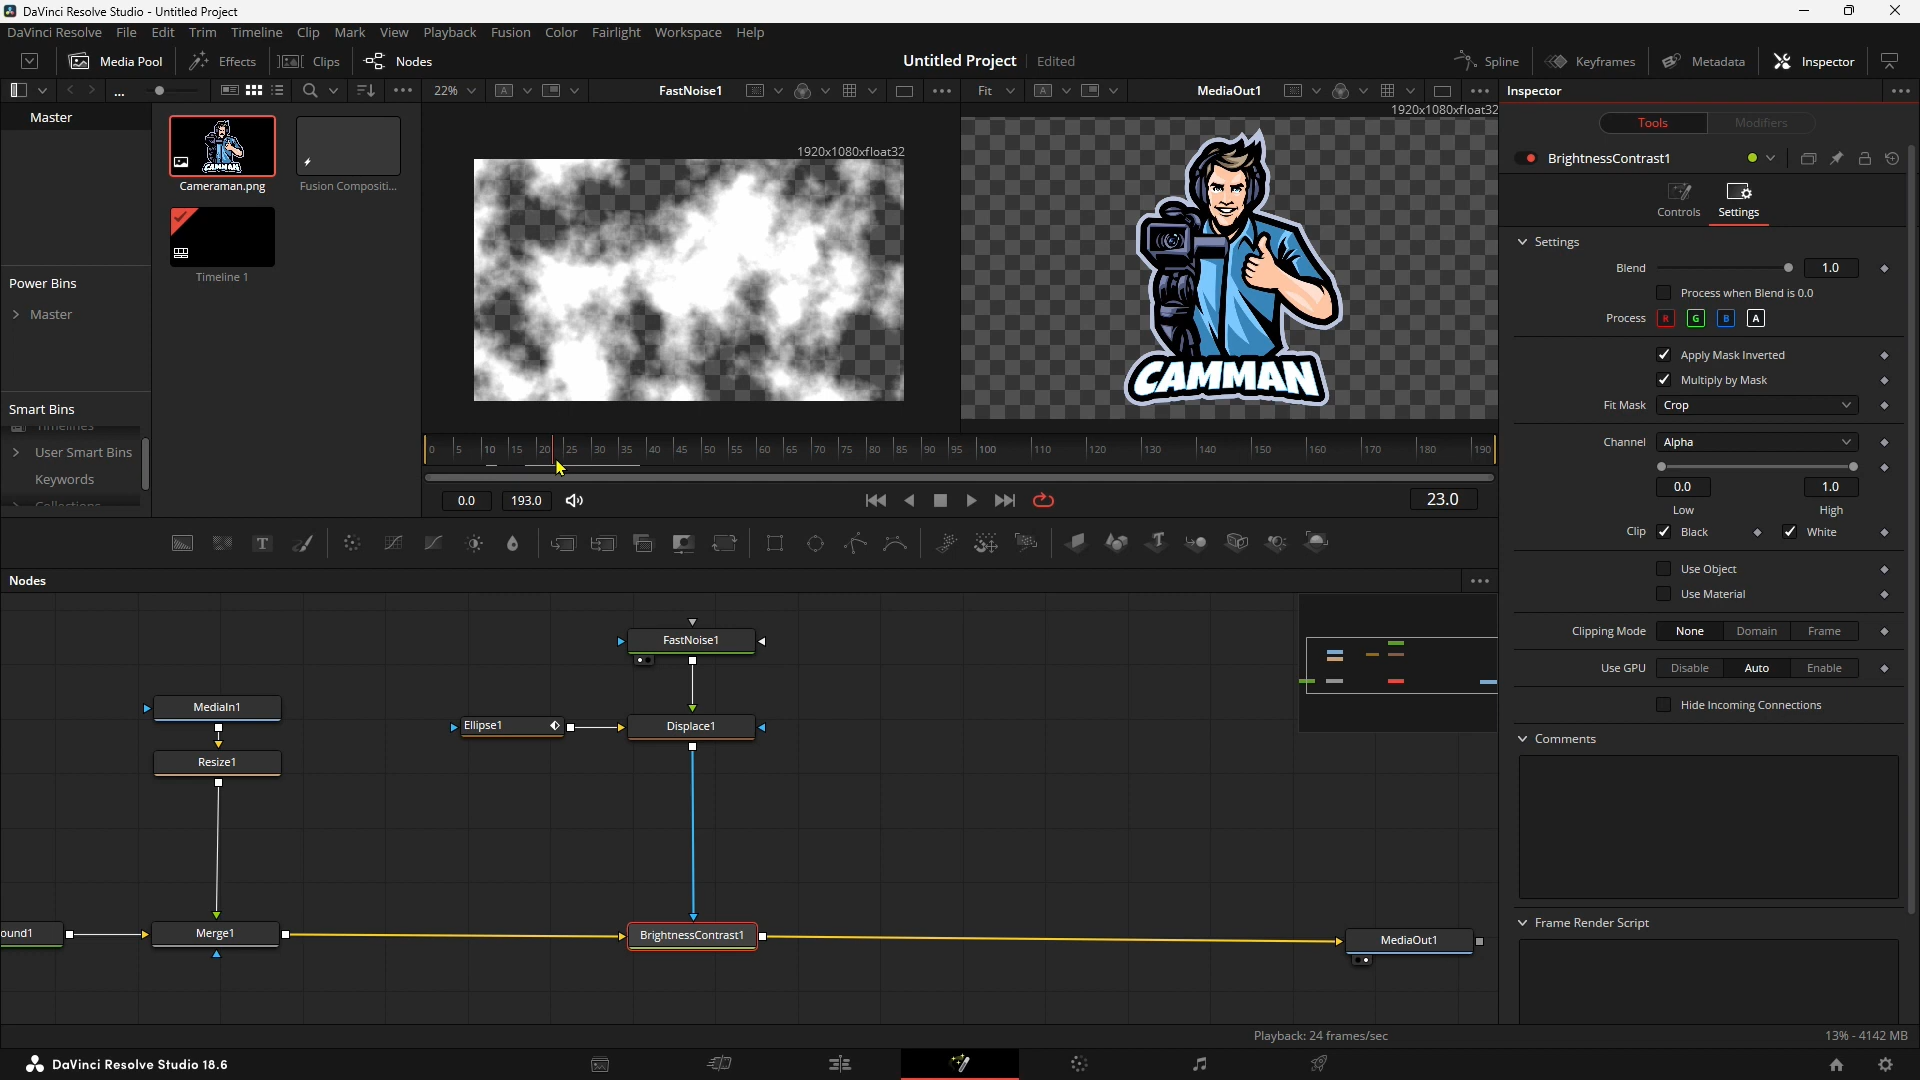 DaVinci Resolve Studio - Untitled Project
DaVinci Resolve File Edit Trim Timeline Clip Mark View Playback Fusion Color Fairlight Workspace Help
Media Pool Effects Clips Nodes Untitled Project Edited Spline Keyframes Metadata Inspector
... 22% A FastNoise1 Fit A MediaOut1 Inspector
1920x1080xfloat32
Master
Tools Modifiers
1920x1080xfloat32
BrightnessContrast1
Cameraman.png Fusion Compositi...
Controls Settings
Settings
Timeline 1
Blend 1.0
Power Bins
Process when Blend is 0.0
Master
Process R G B A
Apply Mask Inverted
Multiply by Mask
CAMMAN
Fit Mask Crop
Smart Bins
Timelines
Channel Alpha
User Smart Bins
0 5 10 15 20 25 30 35 40 45 50 55 60 65 70 75 80 85 90 95 100 110 120 130 140 150 160 170 180 190
Keywords
0.0 1.0
Collections
0.0 193.0 23.0
Low High
Clip Black White
T
Use Object
Nodes
Use Material
Clipping Mode None Domain Frame
FastNoise1
Use GPU Disable Auto Enable
MediaIn1
Hide Incoming Connections
Ellipse1 Displace1
Comments
Resize1
Frame Render Script
ound1 Merge1 BrightnessContrast1 MediaOut1
Playback: 24 frames/sec 13% - 4142 MB
DaVinci Resolve Studio 18.6